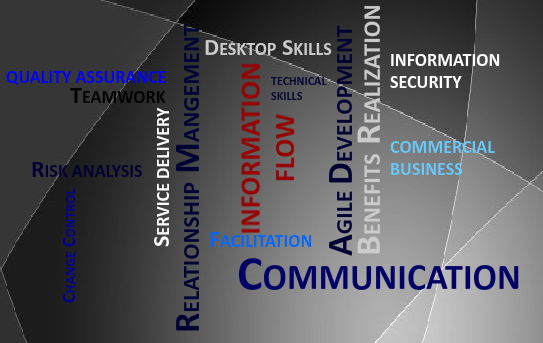 DESKTOP SKILLS
INFORMATION
SECURITY
QUALITY ASSURANCE
TEAMWORK
TECHNICAL
SKILLS
RELATIONSHIP MANGEMENT
INFORMATION
FLOW
AGILE DEVELOPMENT
BENEFITS REALIZATION
SERVICE DELIVERY
COMMERCIAL
BUSINESS
RISK ANALYSIS
CHANGE CONTROL
FACILITATION
COMMUNICATION